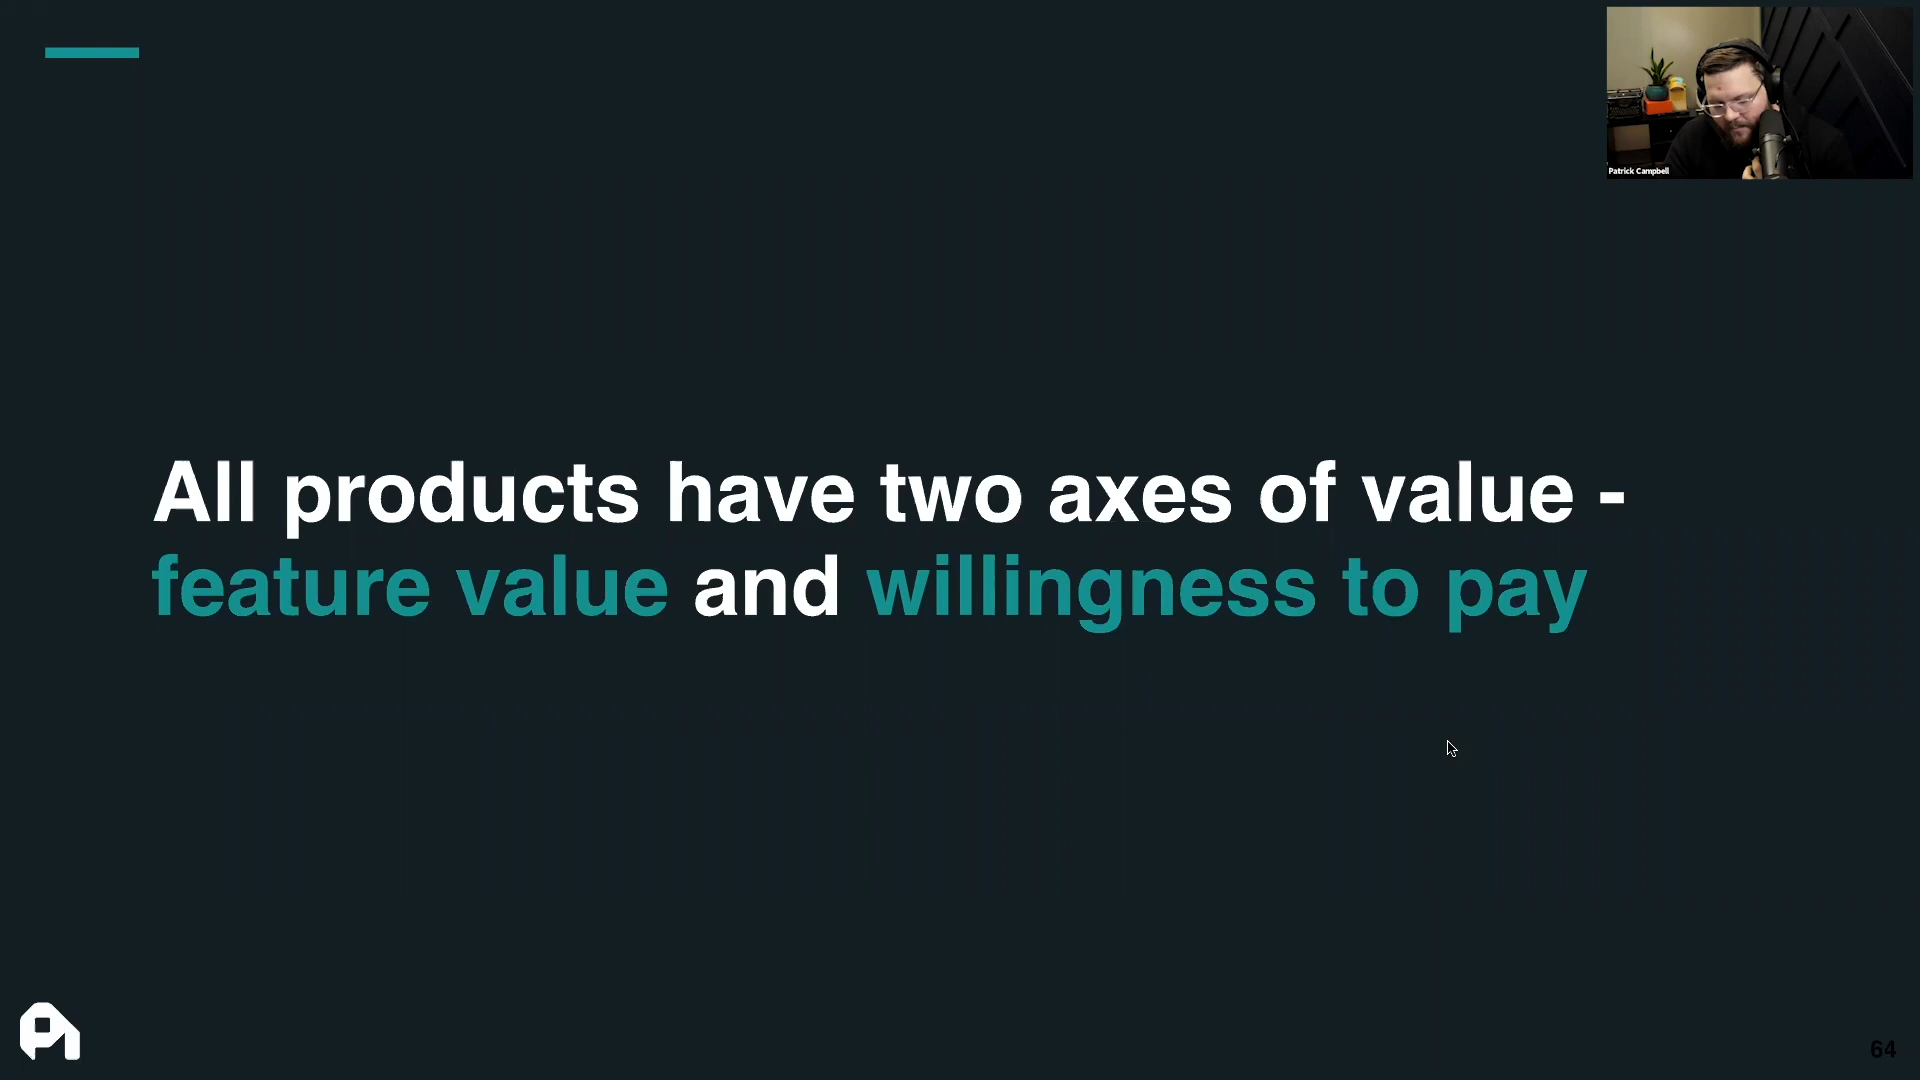 Patrick Campbell
All products have two axes of value -
feature value and willingness to pay
64